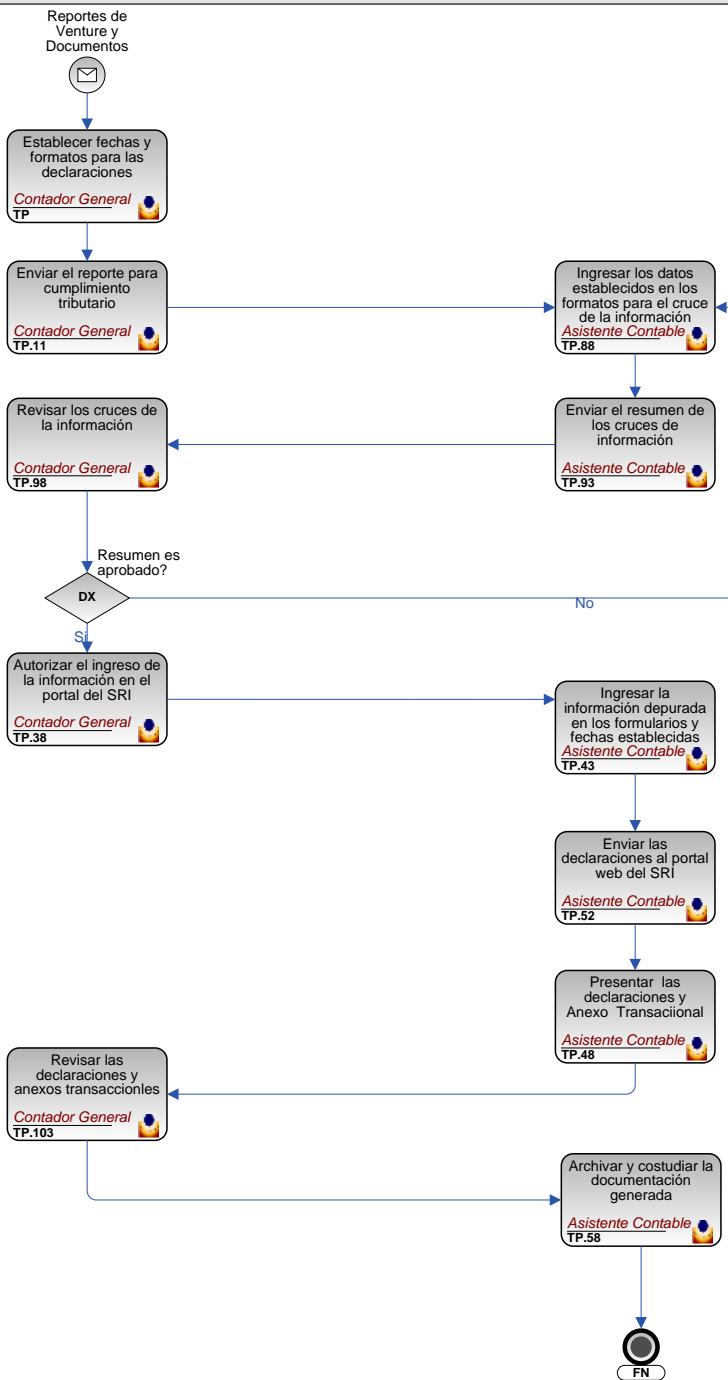 Reportes de
Venture y
Documentos
Establecer fechas y
formatos para las
declaraciones
Contador General
TP
Enviar el reporte para
cumplimiento
tributario
Contador General
TP.11
Ingresar los datos
establecidos en los
formatos para el cruce
de la información
Asistente Contable
TP.88
Revisar los cruces de
la información
Contador General
TP.98
Enviar el resumen de
los cruces de
información
Asistente Contable
TP.93
Resumen es
aprobado?
DX
No
Si
Autorizar el ingreso de
la información en el
portal del SRI
Contador General
TP.38
Ingresar la
información depurada
en los formularios y
fechas establecidas
Asistente Contable
TP.43
Enviar las
declaraciones al portal
web del SRI
Asistente Contable
TP.52
Presentar las
declaraciones y
Anexo Transaciional
Asistente Contable
TP.48
Revisar las
declaraciones y
anexos transaccionles
Contador General
TP.103
Archivar y costudiar la
documentación
generada
Asistente Contable
TP.58
FN